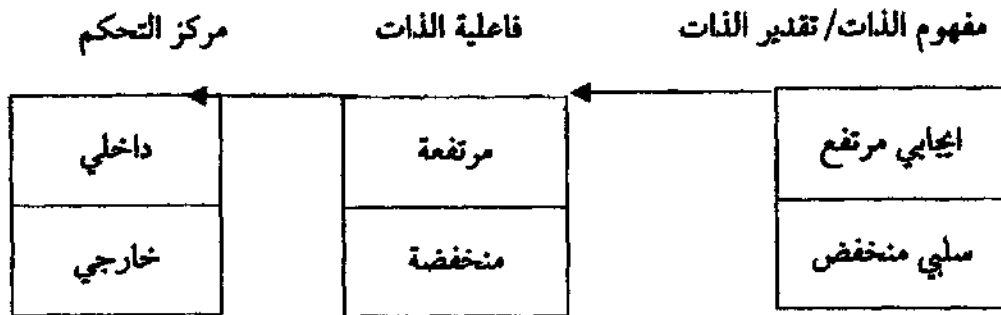 مفهوم الذات/ تقدير الذات فاعلية الذات مركز التحكم
ايجابي مرتفع مرتفعة داخلي
سلبي منخفض منخفضة خارجي